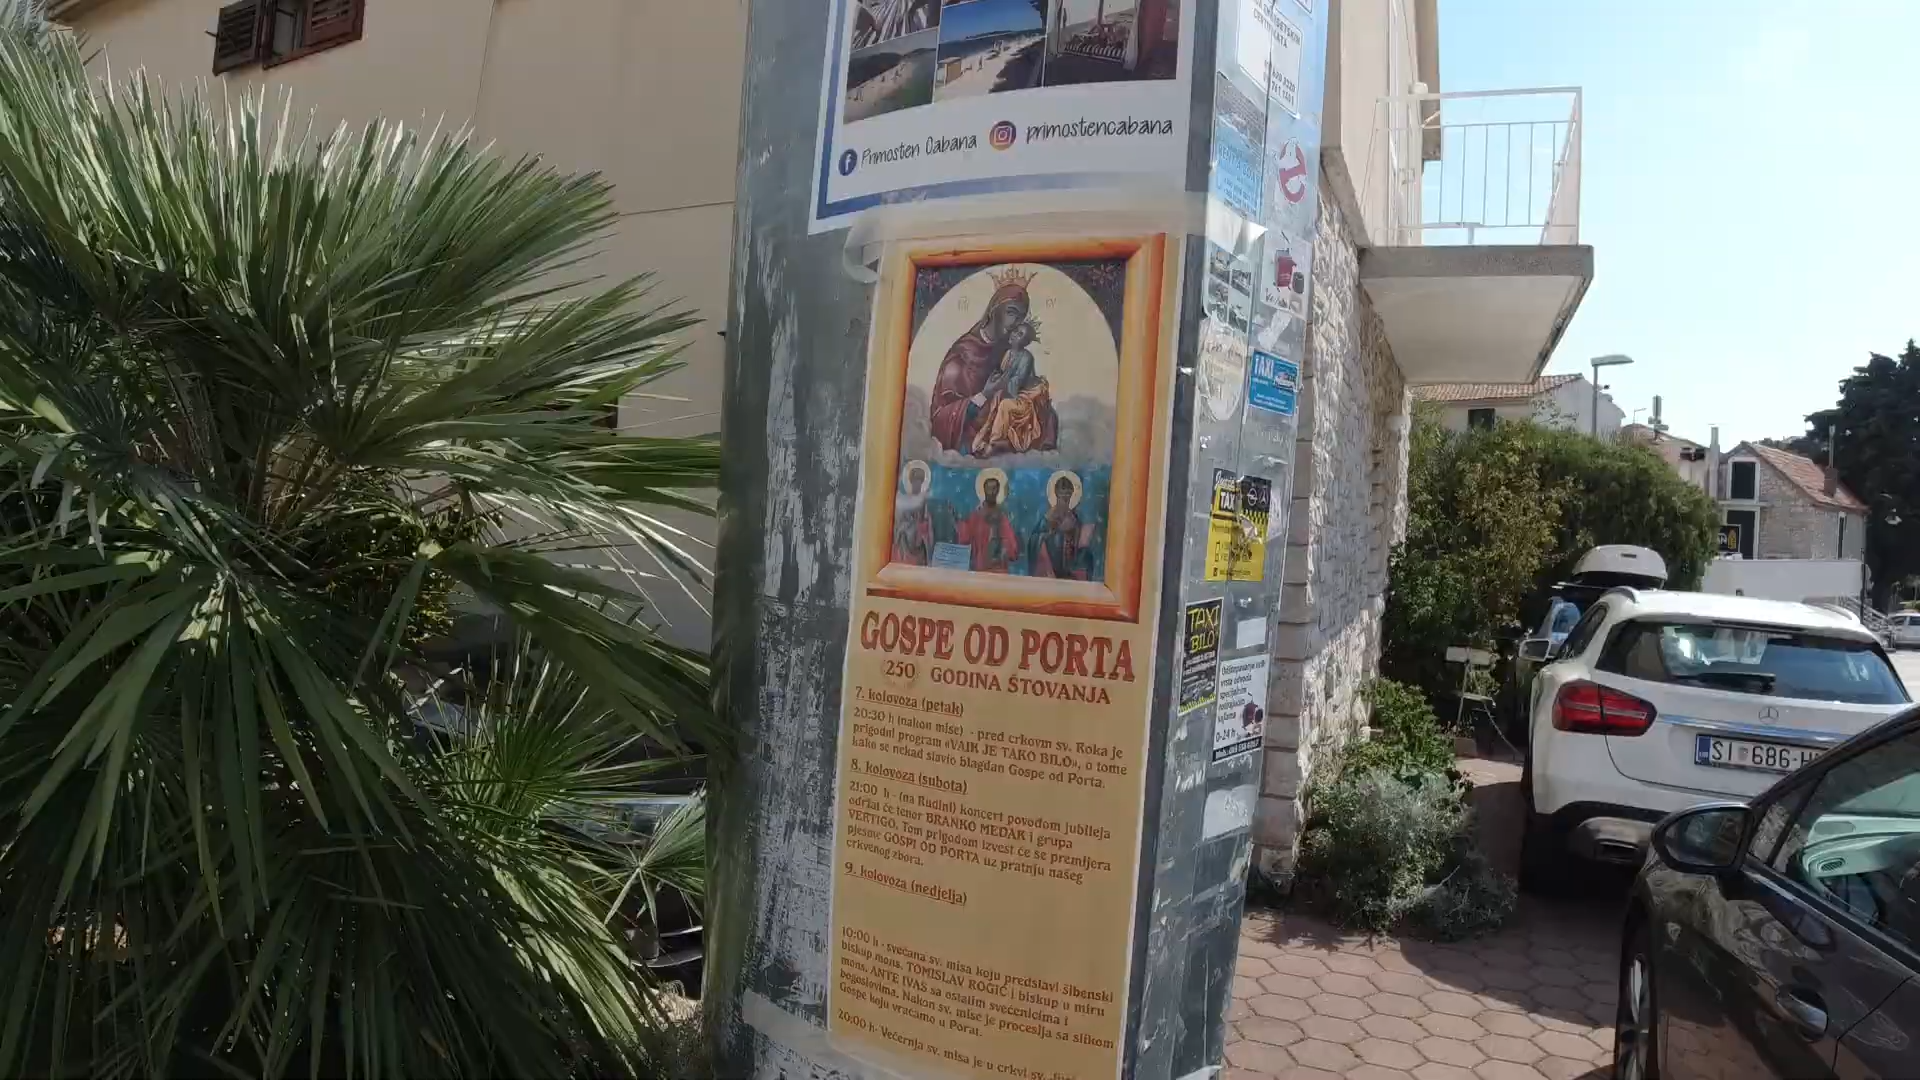 Primosten Cabana
primostencabana
GOSPE OD PORTA
250 GODINA ŠTOVANJA
7. kolovoza (petak)
20:30 h (nakon mise) - pred crkvom sv. Roka je
prigodni program «VAIK JE TAKO BILO», o tome
kako se nekad slavio blagdan Gospe od Porta.
8. kolovoza (subota)
21:00 h - (na Rudini) koncert povodom jubileja
održat će tenor BRANKO MEDAK i grupa
VERTIGO. Tom prigodom izvest će se premijera
pjesme GOSPI OD PORTA uz pratnju našeg
crkvenog zbora.
9. kolovoza (nedjelja)
10:00 h - svečana sv. misa koju predslavi šibenski
biskup mons. TOMISLAV ROGIĆ i biskup u miru
mons. ANTE IVAS sa ostalim svećenicima i
bogoslovima. Nakon sv. mise je procesija sa slikom
Gospe koju vraćamo u Porat.
20:00 h- Večernja sv. misa je u crkvi sv.
TAXI
TAXI
TAXI
BILO
0-24 h
SI 686-H